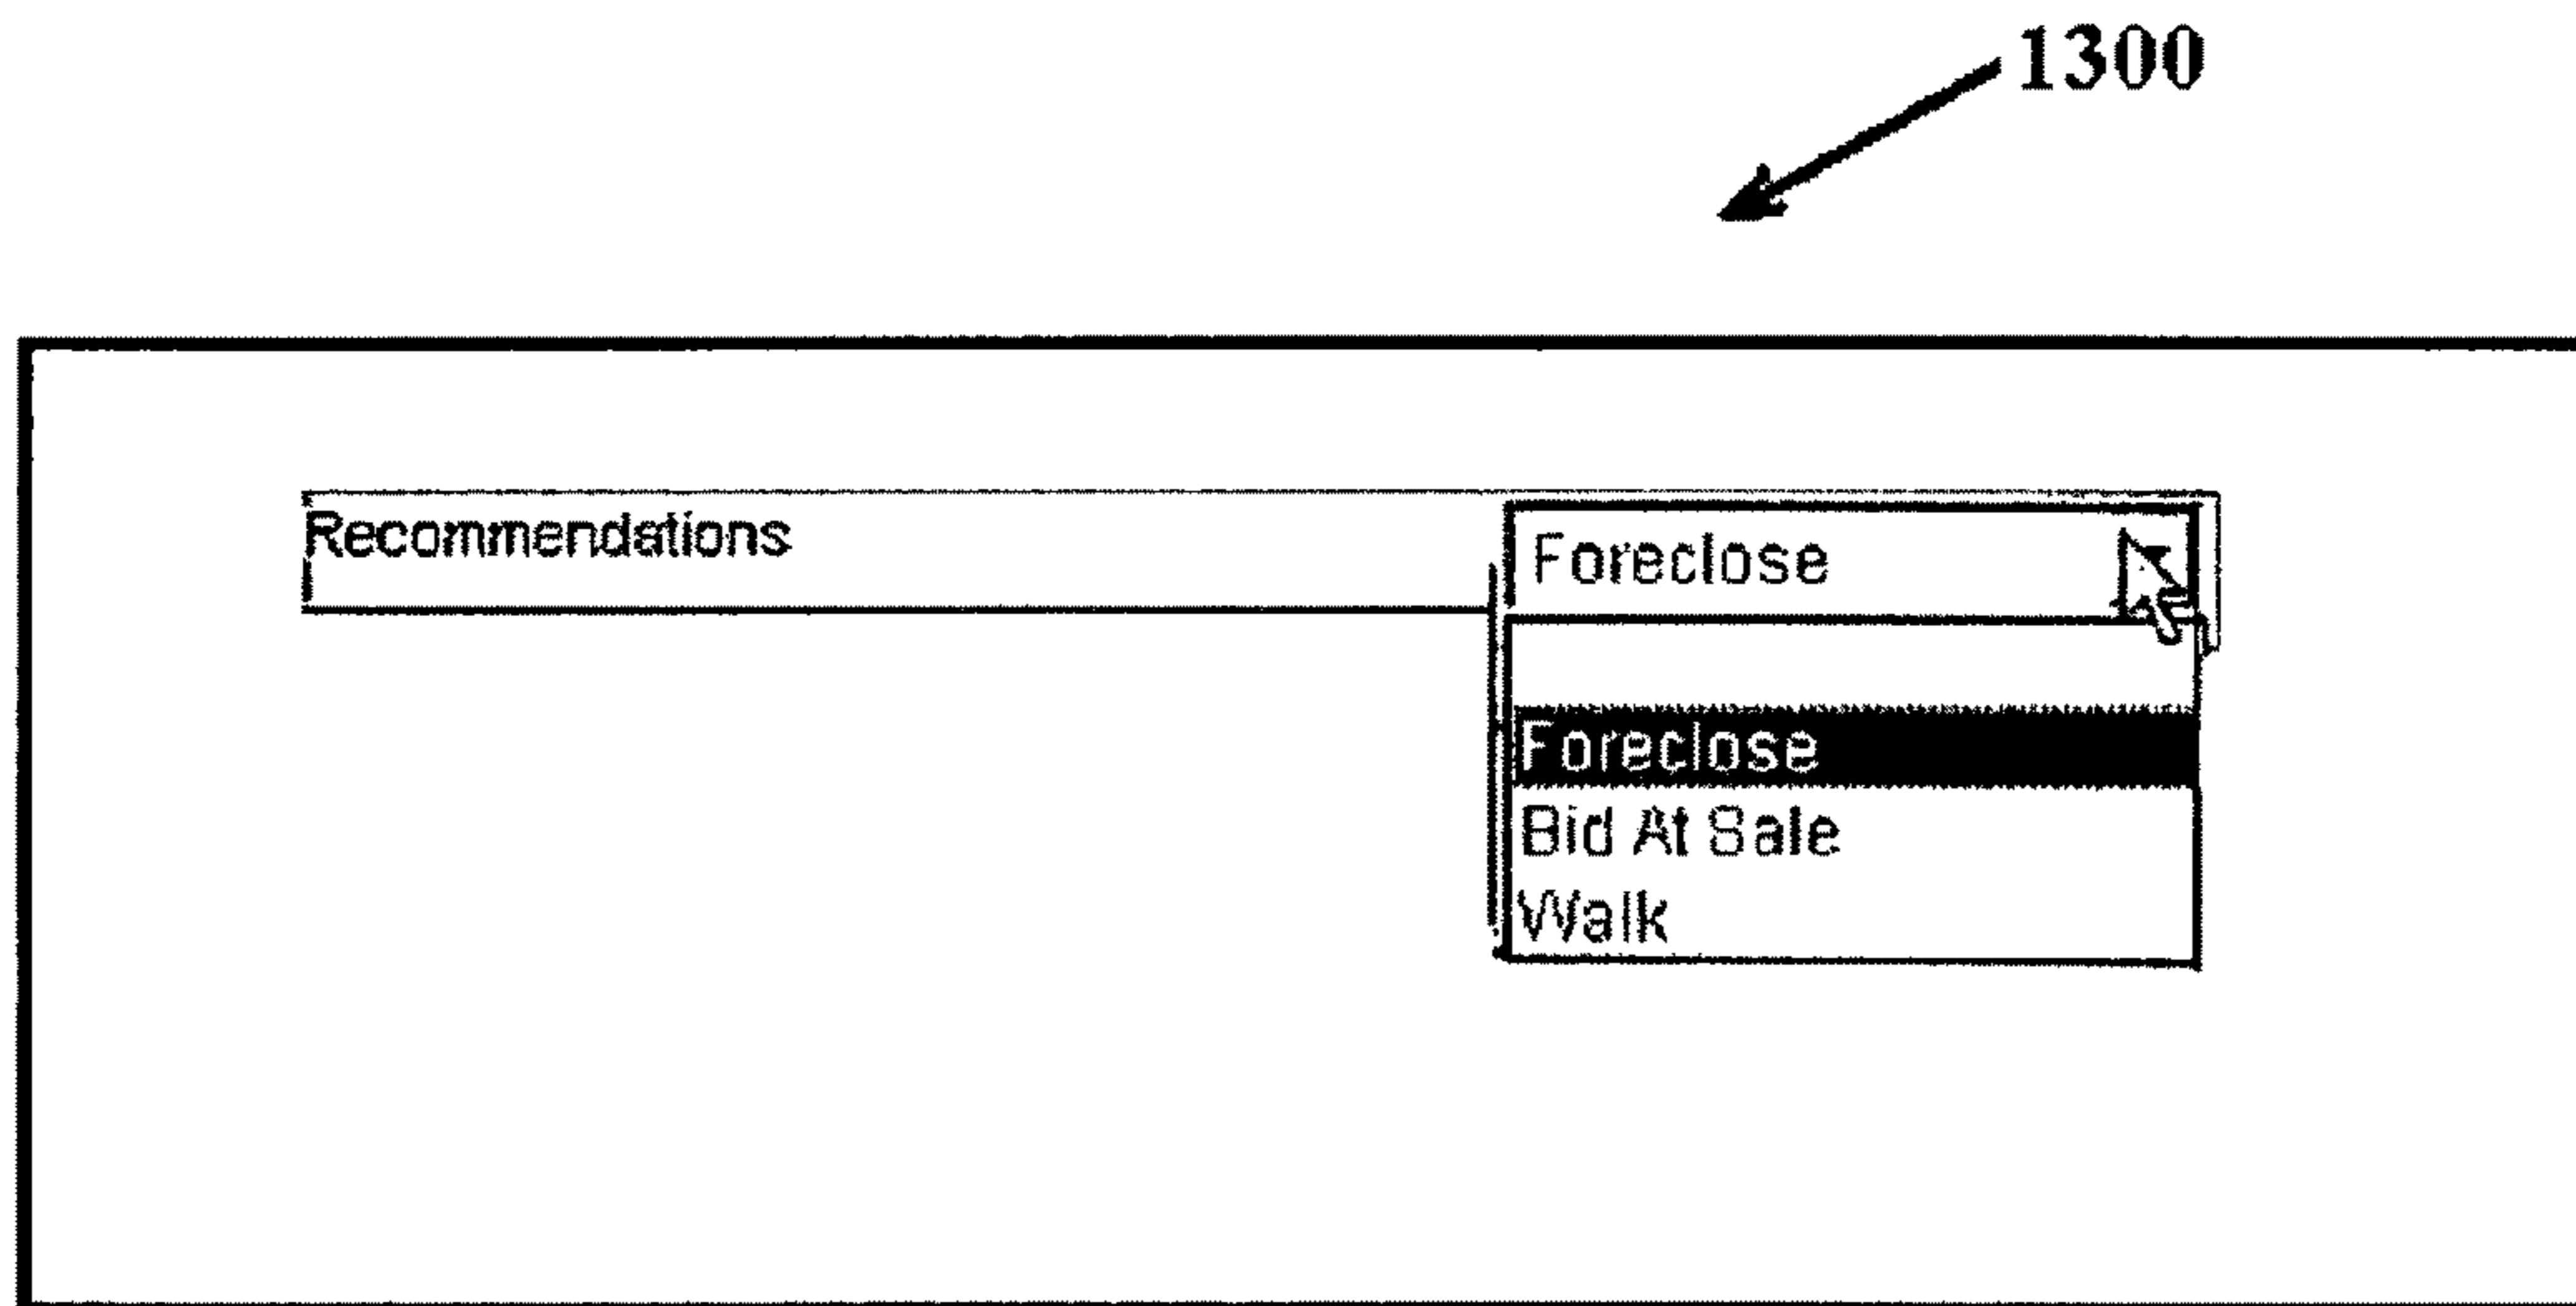 1300
Recommendations
Foreclose
Foreclose
Bid At Sale
Walk